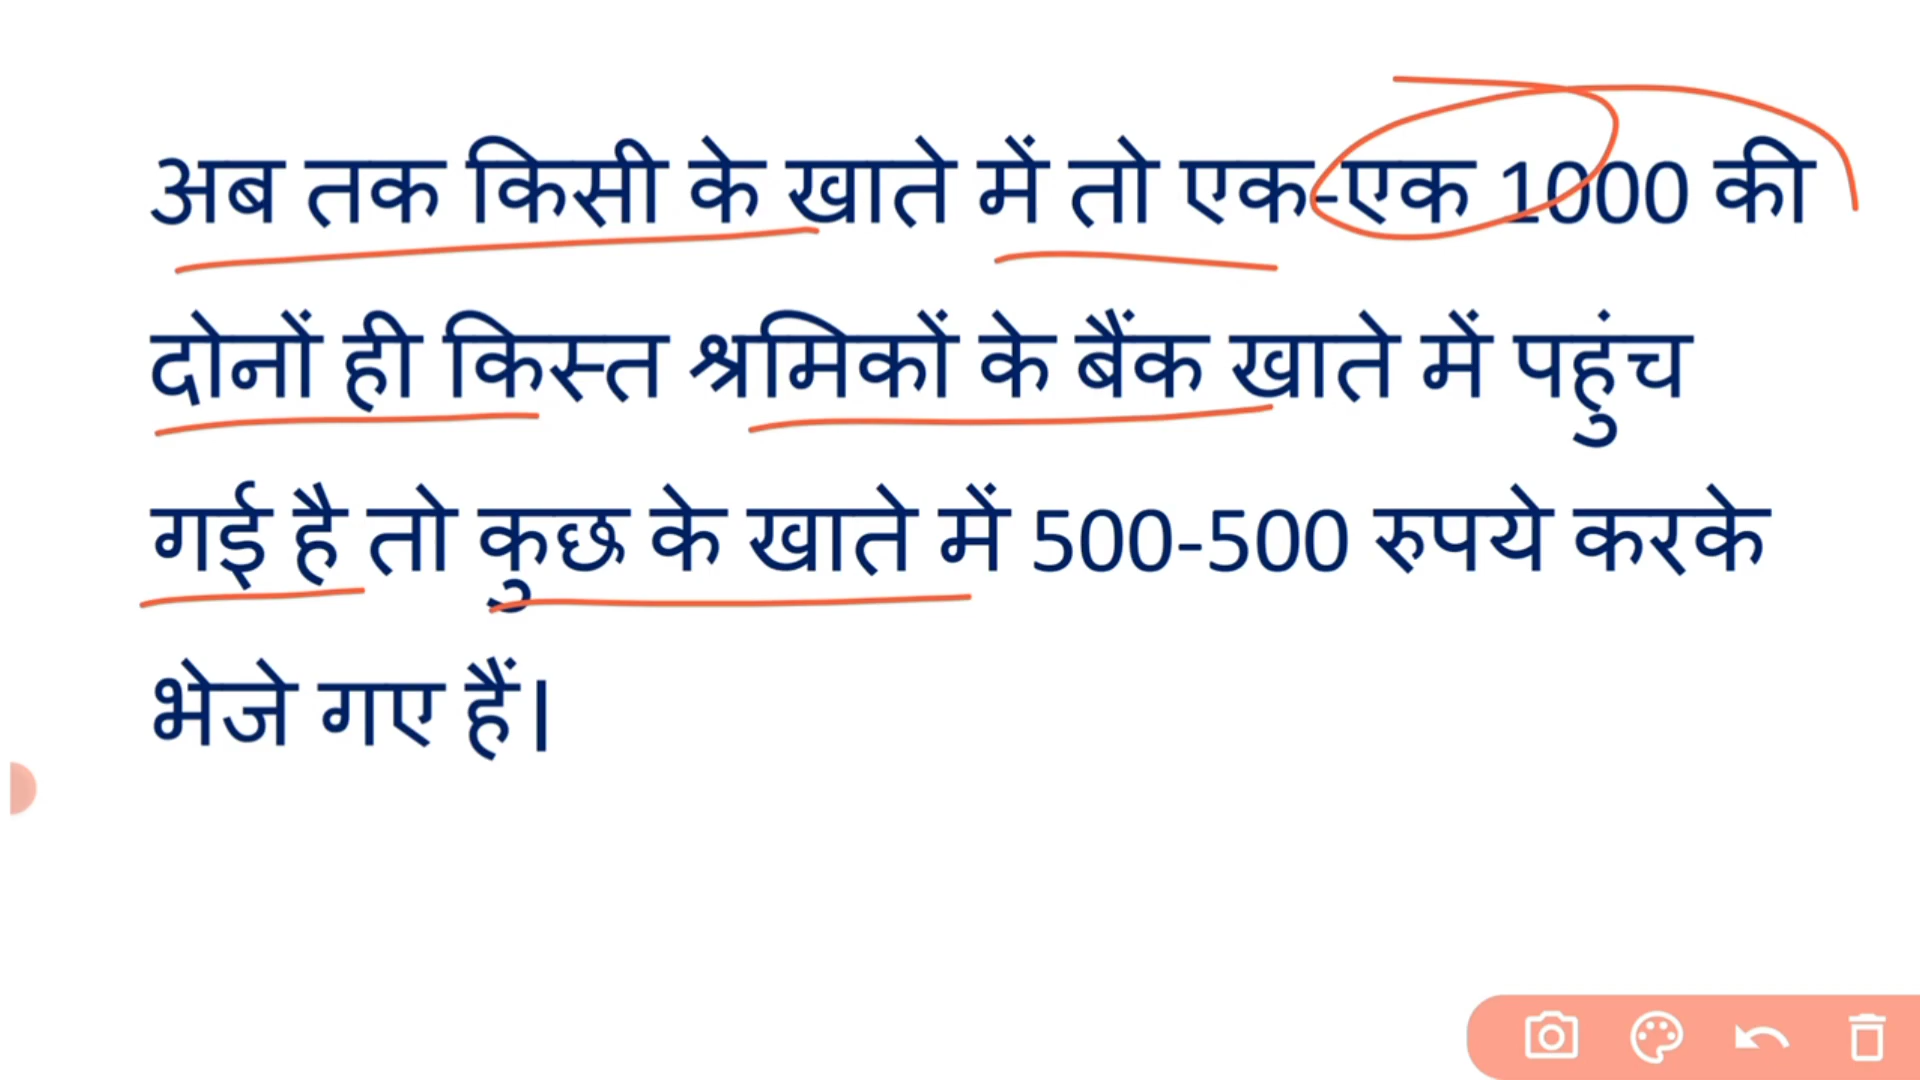 अब तक किसी के खाते में तो एक-एक 1000 की
दोनों ही किस्त श्रमिकों के बैंक खाते में पहुंच
गई है तो कुछ के खाते में 500-500 रुपये करके
भेजे गए हैं।